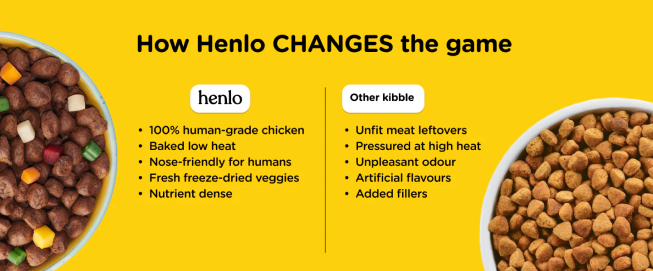 How Henlo CHANGES the game
henlo
• 100% human-grade chicken
• Baked low heat
• Nose-friendly for humans
• Fresh freeze-dried veggies
• Nutrient dense
Other kibble
• Unfit meat leftovers
• Pressured at high heat
• Unpleasant odour
• Artificial flavours
• Added fillers